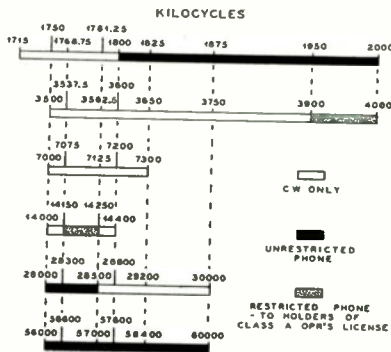 KILOCYCLES
1750 1781.25
1715 1768.75 1800 1825 1875 1950 2000
3537.5 3600
3500 3562.5 3650 3750 3900 4000
7075 7200
7000 7125 7300
14150 14250
14000 14400
28300 28800
28000 28500 29200 30000
56600 57600
56000 57000 58400 60000
CW ONLY
UNRESTRICTED
PHONE
RESTRICTED PHONE
- TO HOLDERS OF
CLASS A OPR'S LICENSE